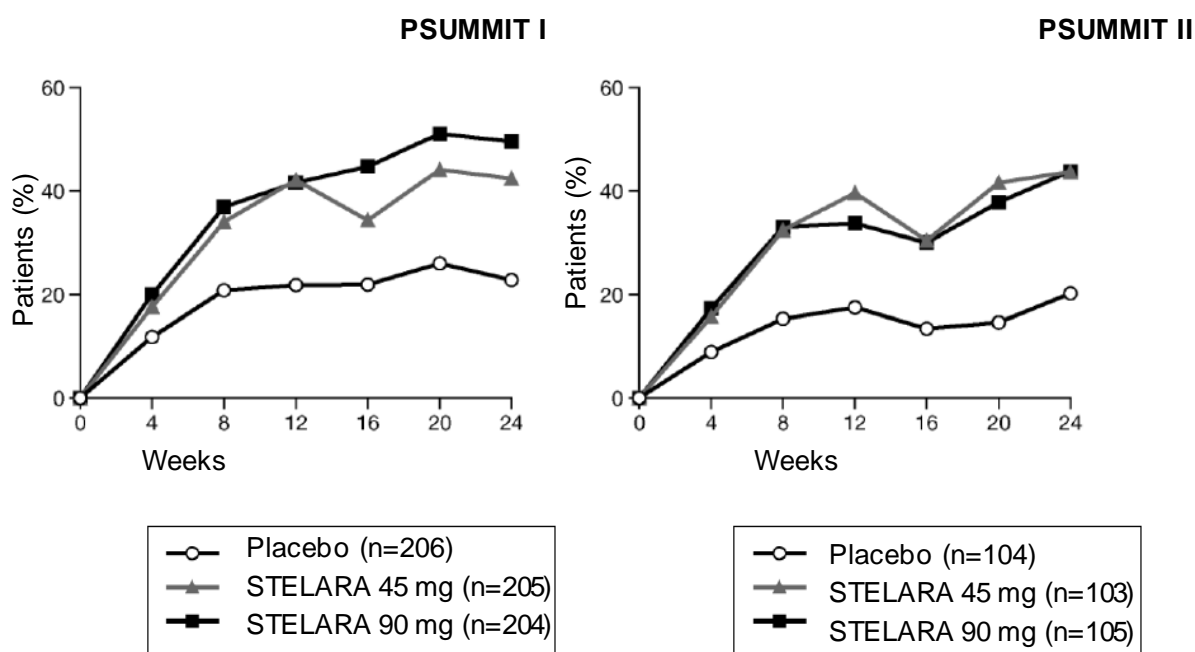 PSUMMIT I
60
40
20
0
Patients (%)
0 4 8 12 16 20 24
Weeks
Placebo (n=206)
STELARA 45 mg (n=205)
STELARA 90 mg (n=204)
PSUMMIT II
60
40
20
0
Patients (%)
0 4 8 12 16 20 24
Weeks
Placebo (n=104)
STELARA 45 mg (n=103)
STELARA 90 mg (n=105)